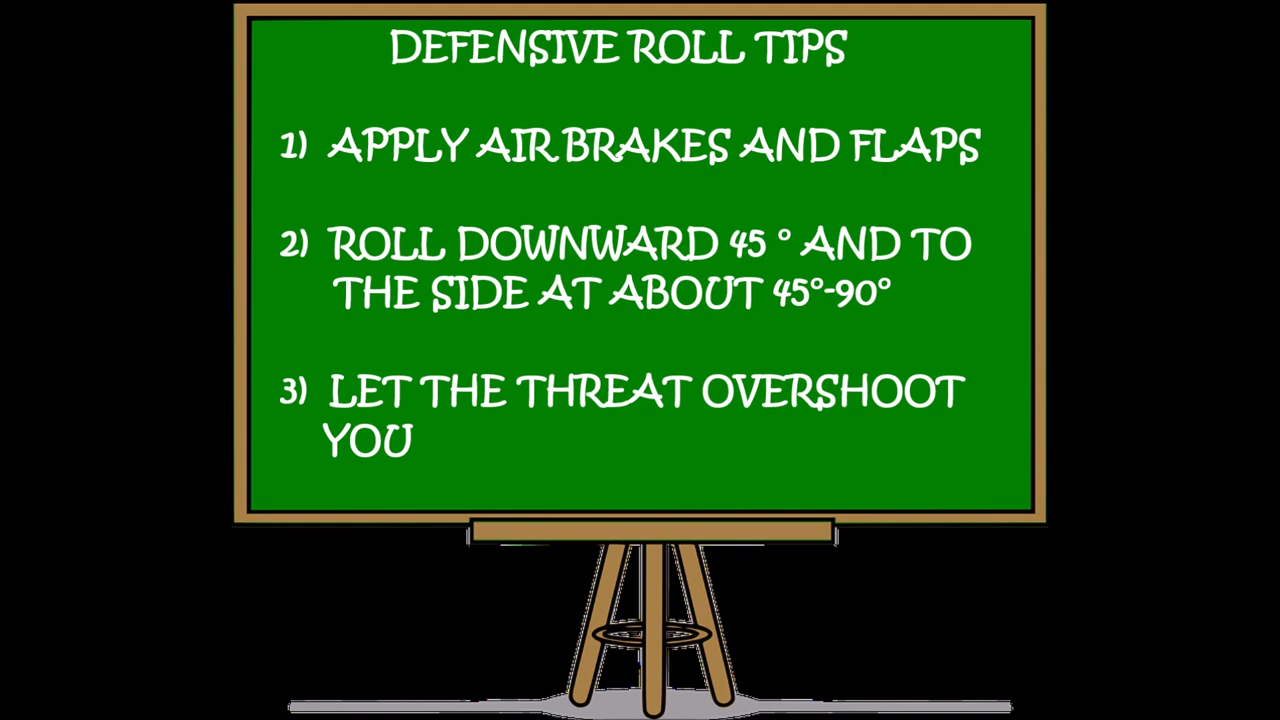 DEFENSIVE ROLL TIPS
1) APPLY AIR BRAKES AND FLAPS
2) ROLL DOWNWARD 45 ° AND TO
THE SIDE AT ABOUT 45°-90°
3) LET THE THREAT OVERSHOOT
YOU